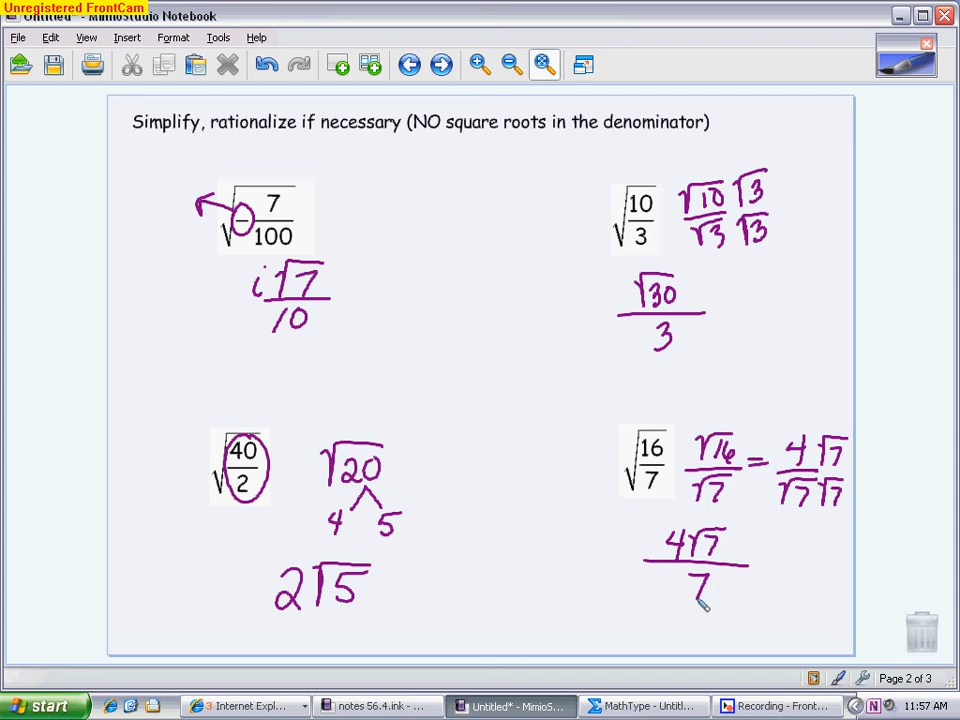 Unregistered FrontCam
Untitled* - MimioStudio Notebook
File Edit View Insert Format Tools Help
Simplify, rationalize if necessary (NO square roots in the denominator)
√(-7/100)
i√7/10
√(10/3) √10/√3 √3/√3
√30/3
√(40/2) √20
4 5
2√5
√(16/7) √16/√7 = 4/√7 √7/√7
4√7/7
Page 2 of 3
start 3 Internet Expl... notes 56.4.ink - ... Untitled* - MimioS... MathType - Untitl... Recording - Front... N 11:57 AM